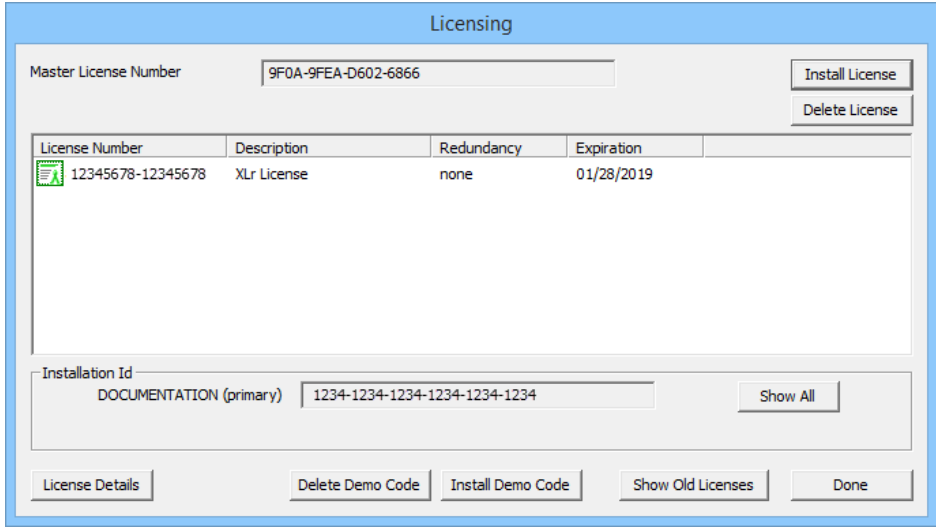 Licensing
Master License Number 9F0A-9FEA-D602-6866 Install License
Delete License
License Number Description Redundancy Expiration
12345678-12345678 XLr License none 01/28/2019
Installation Id
DOCUMENTATION (primary) 1234-1234-1234-1234-1234-1234 Show All
License Details Delete Demo Code Install Demo Code Show Old Licenses Done